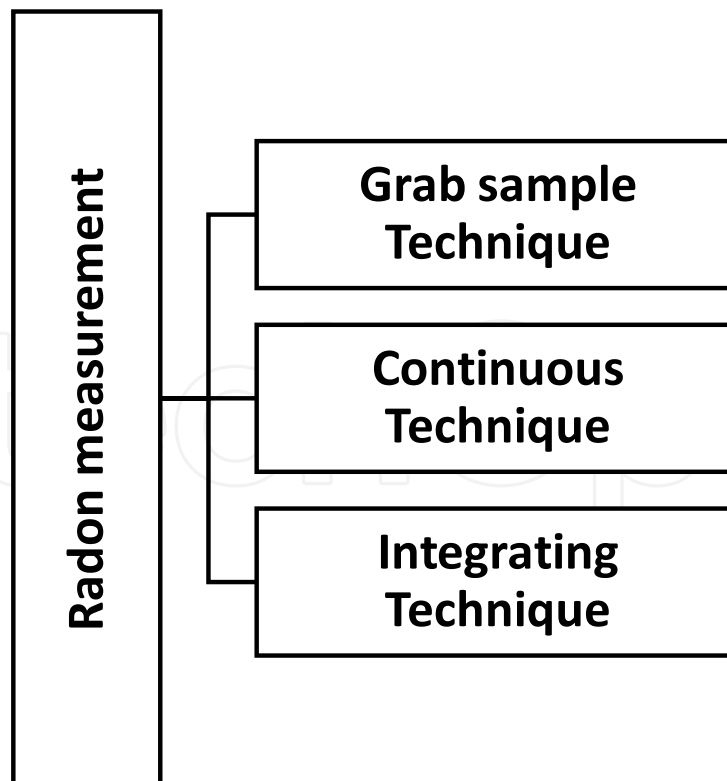 Radon measurement
Grab sample
Technique
Continuous
Technique
Integrating
Technique